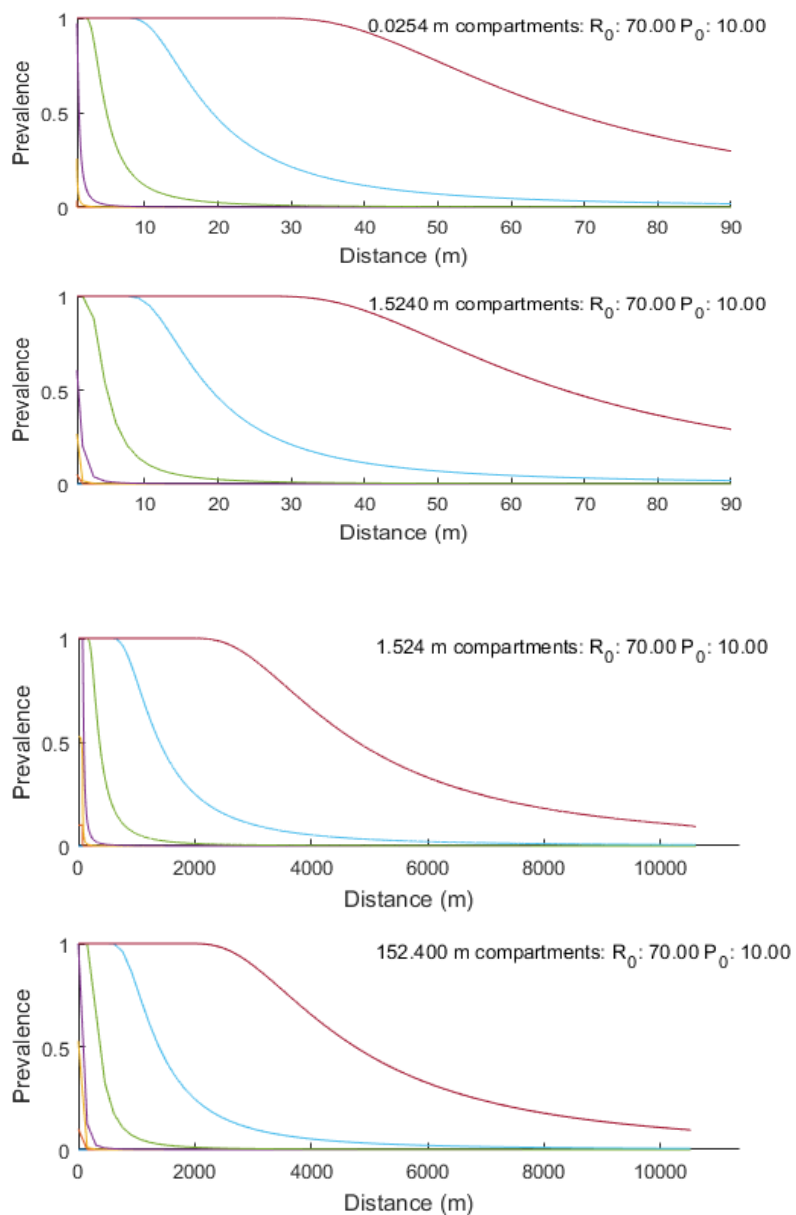 1
0.0254 m compartments: R0: 70.00 P0: 10.00
Prevalence
0.5
0
10 20 30 40 50 60 70 80 90
Distance (m)
1
1.5240 m compartments: R0: 70.00 P0: 10.00
Prevalence
0.5
0
10 20 30 40 50 60 70 80 90
Distance (m)
1
1.524 m compartments: R0: 70.00 P0: 10.00
Prevalence
0.5
0
0 2000 4000 6000 8000 10000
Distance (m)
1
152.400 m compartments: R0: 70.00 P0: 10.00
Prevalence
0.5
0
0 2000 4000 6000 8000 10000
Distance (m)